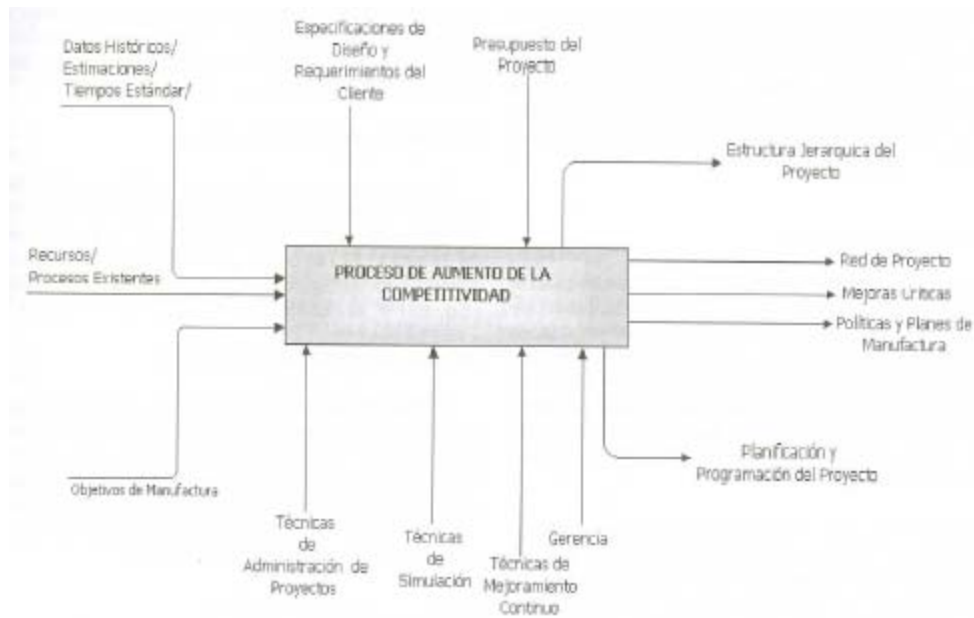 Especificaciones de
Diseño y
Requerimientos del
Cliente
Presupuesto del
Proyecto
Datos Históricos/
Estimaciones/
Tiempos Estándar/
Estructura Jerarquica del
Proyecto
Recursos/
Procesos Existentes
PROCESO DE AUMENTO DE LA
COMPETITIVIDAD
Red de Proyecto
Mejoras Críticas
Políticas y Planes de
Manufactura
Objetivos de Manufactura
Planificación y
Programación del Proyecto
Técnicas
de
Administración de
Proyectos
Técnicas
de
Simulación
Técnicas de
Mejoramiento
Continuo
Gerencia